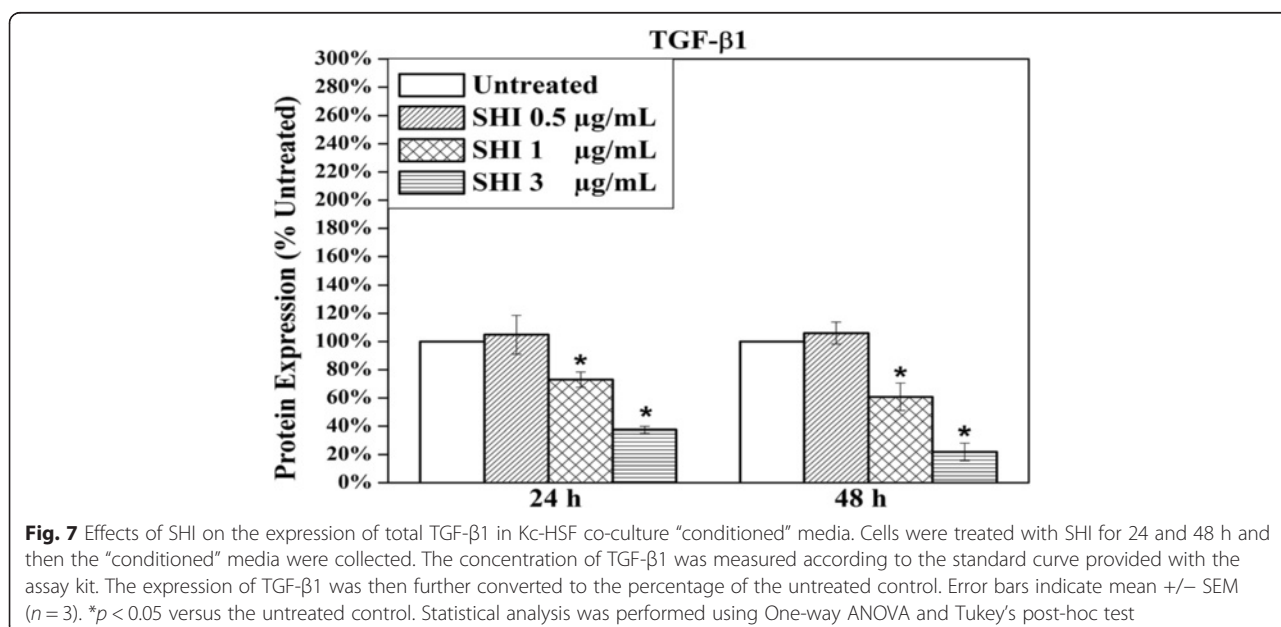 TGF-β1
300%
280%
260%
240%
220%
200%
180%
160%
140%
120%
100%
80%
60%
40%
20%
0%
Protein Expression (% Untreated)
Untreated
SHI 0.5 µg/mL
SHI 1 µg/mL
SHI 3 µg/mL
*
*
*
*
24 h
48 h
Fig. 7 Effects of SHI on the expression of total TGF-β1 in Kc-HSF co-culture “conditioned” media. Cells were treated with SHI for 24 and 48 h and
then the “conditioned” media were collected. The concentration of TGF-β1 was measured according to the standard curve provided with the
assay kit. The expression of TGF-β1 was then further converted to the percentage of the untreated control. Error bars indicate mean +/− SEM
(n = 3). *p < 0.05 versus the untreated control. Statistical analysis was performed using One-way ANOVA and Tukey’s post-hoc test